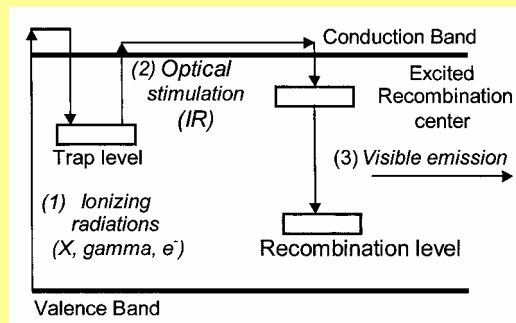 Conduction Band
(2) Optical
stimulation
(IR)
Excited
Recombination
center
Trap level
(3) Visible emission
(1) Ionizing
radiations
(X, gamma, e⁻)
Recombination level
Valence Band